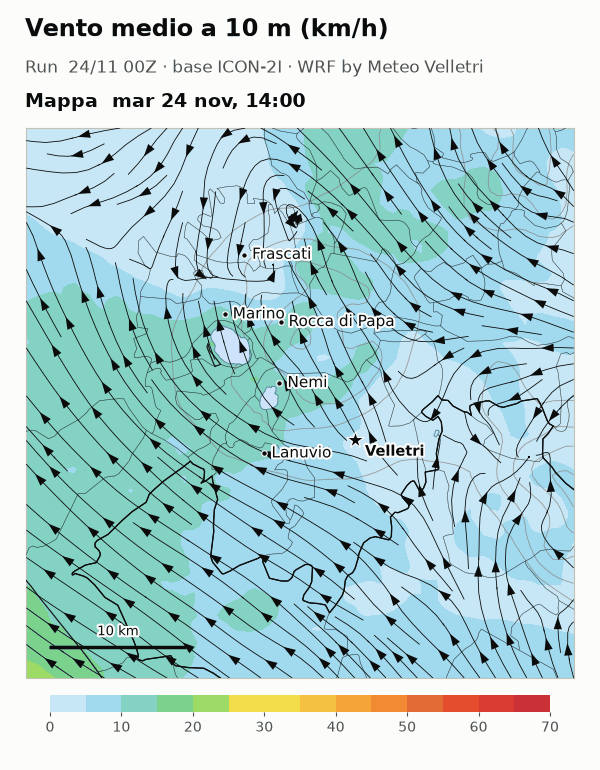 Vento medio a 10 m (km/h)
Run  24/11 00Z · base ICON-2I · WRF by Meteo Velletri
Mappa  mar 24 nov, 14:00
Frascati
Marino
Rocca di Papa
Nemi
Velletri
Lanuvio
10 km
0 10 20 30 40 50 60 70